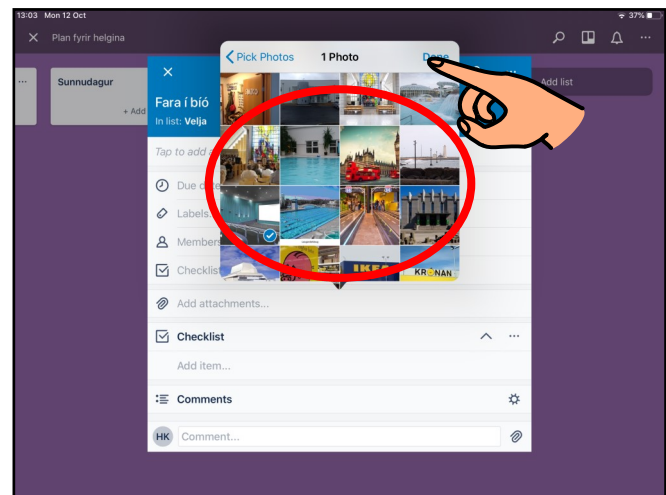 13:03 Mon 12 Oct 37%
Plan fyrir helgina
Pick Photos 1 Photo
Sunnudagur
+ Add
Add list
Fara í bíó
In list: Velja
Tap to add a
Due date
Labels...
Members
Checklist
IKEA
KRÓNAN
Add attachments...
Checklist
Add item...
Comments
HK Comment...